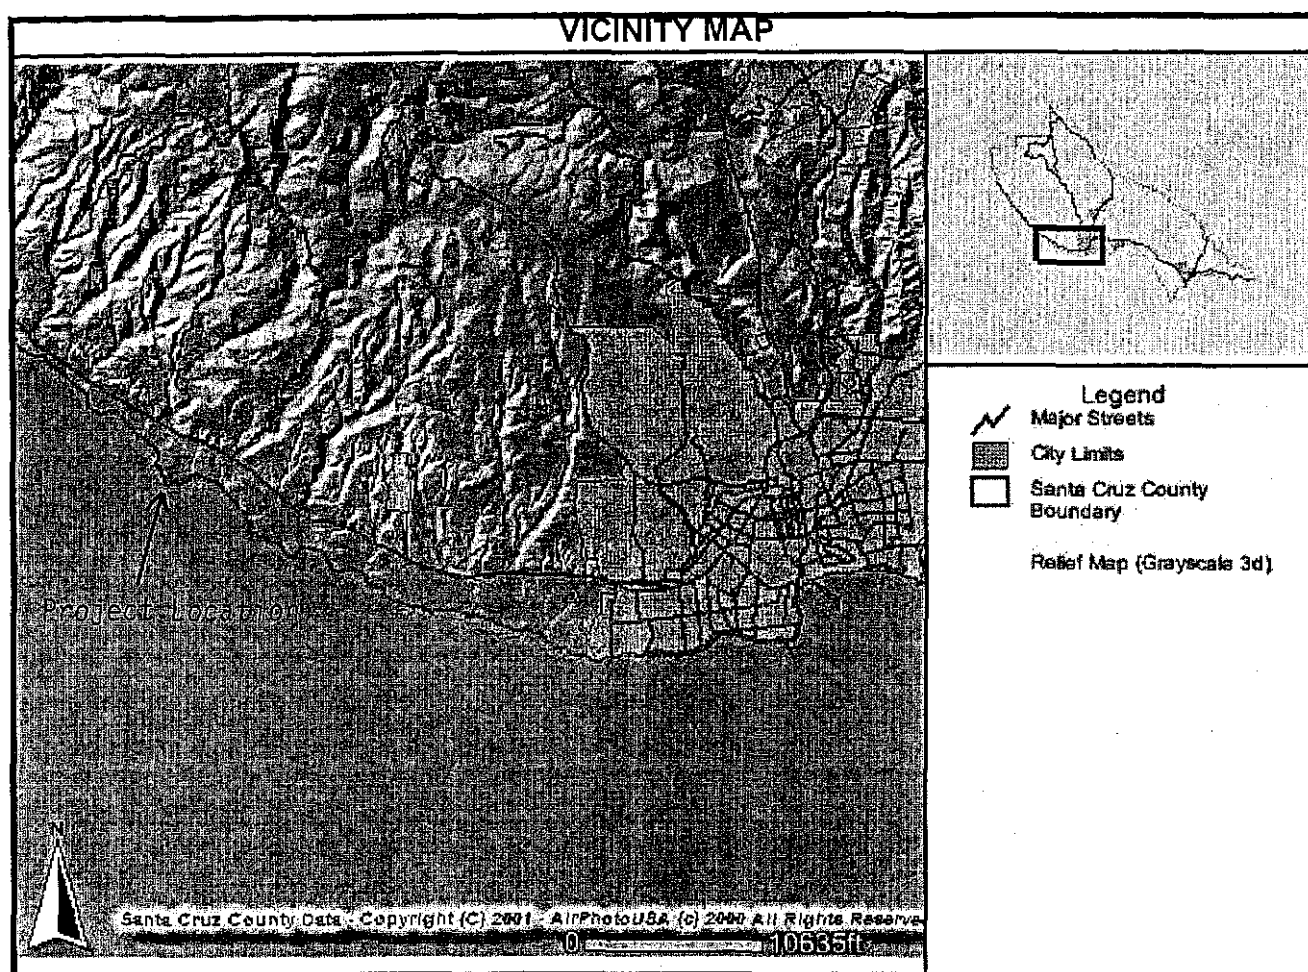 VICINITY MAP
Project Location
N
Santa Cruz County Data - Copyright (C) 2001 - AirPhotoUSA (c) 2000 All Rights Reserve
0 10635ft
Legend
Major Streets
City Limits
Santa Cruz County
Boundary
Relief Map (Grayscale 3d)